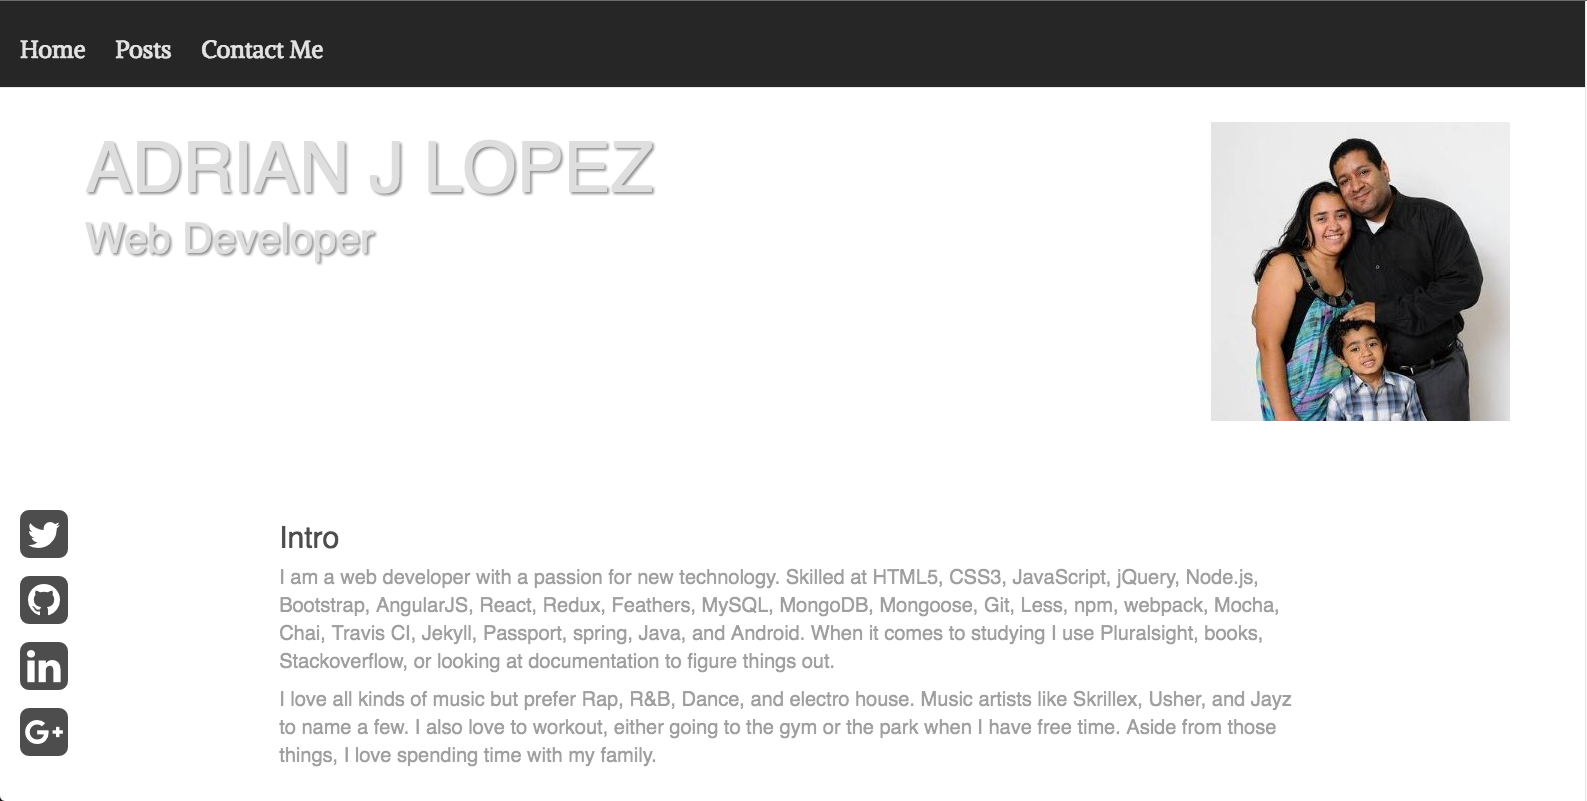 Home Posts Contact Me
ADRIAN J LOPEZ
Web Developer
in
G+
Intro
I am a web developer with a passion for new technology. Skilled at HTML5, CSS3, JavaScript, jQuery, Node.js,
Bootstrap, AngularJS, React, Redux, Feathers, MySQL, MongoDB, Mongoose, Git, Less, npm, webpack, Mocha,
Chai, Travis CI, Jekyll, Passport, spring, Java, and Android. When it comes to studying I use Pluralsight, books,
Stackoverflow, or looking at documentation to figure things out.
I love all kinds of music but prefer Rap, R&B, Dance, and electro house. Music artists like Skrillex, Usher, and Jayz
to name a few. I also love to workout, either going to the gym or the park when I have free time. Aside from those
things, I love spending time with my family.